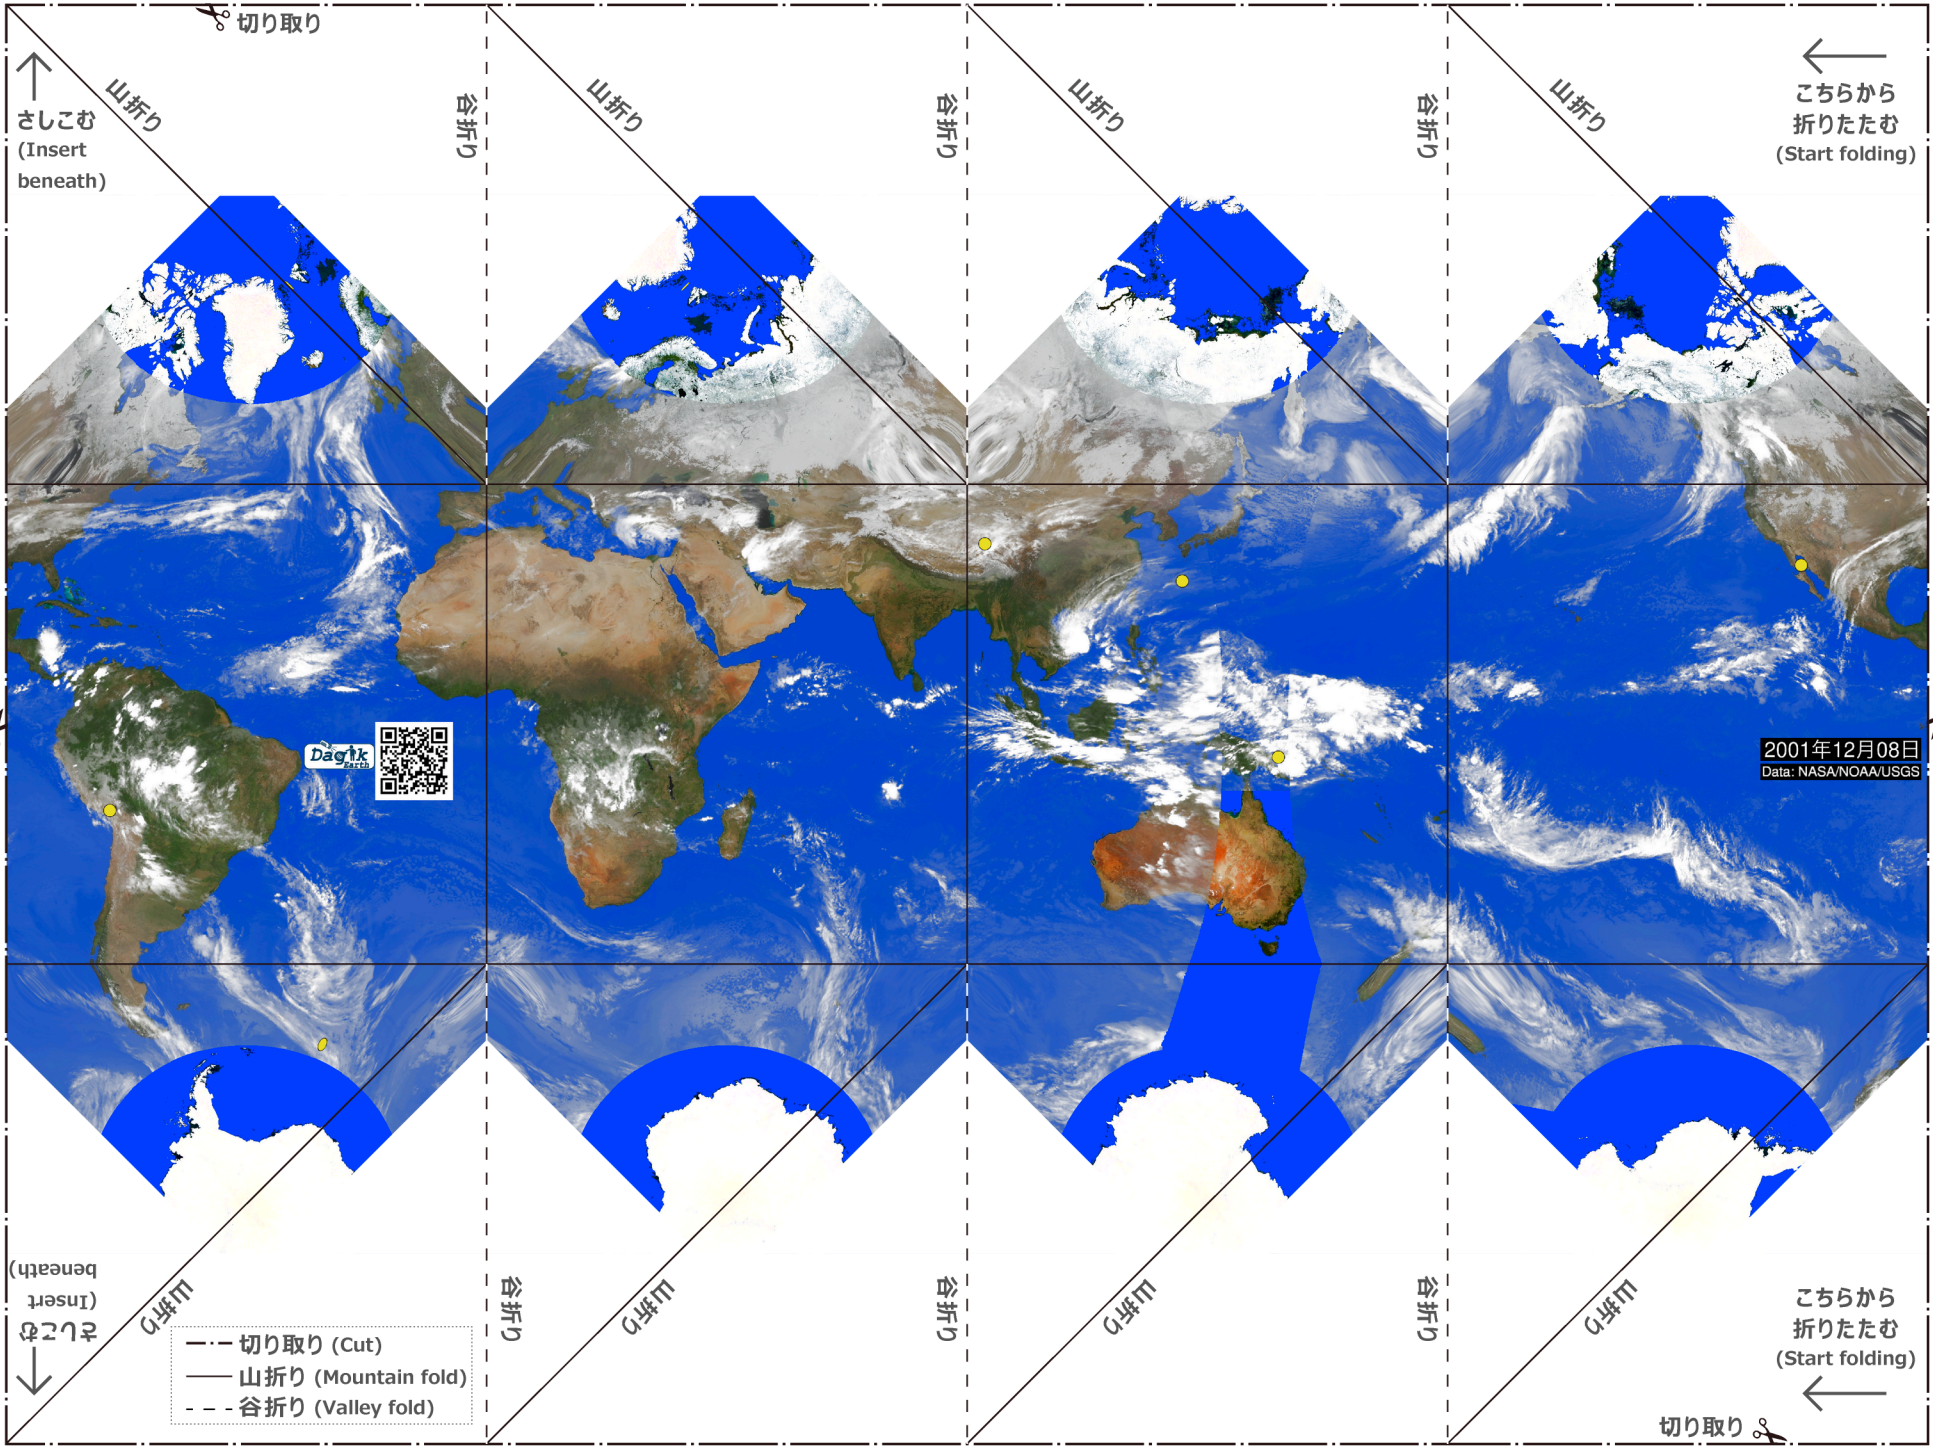 切り取り
山折り
谷折り
山折り
谷折り
山折り
谷折り
山折り
さしこむ
(Insert
beneath)
こちらから
折りたたむ
(Start folding)
Dagik
Earth
2001年12月08日
Data: NASA/NOAA/USGS
さしこむ
(Insert
beneath)
山折り
谷折り
山折り
谷折り
山折り
谷折り
山折り
こちらから
折りたたむ
(Start folding)
切り取り (Cut)
山折り (Mountain fold)
谷折り (Valley fold)
切り取り